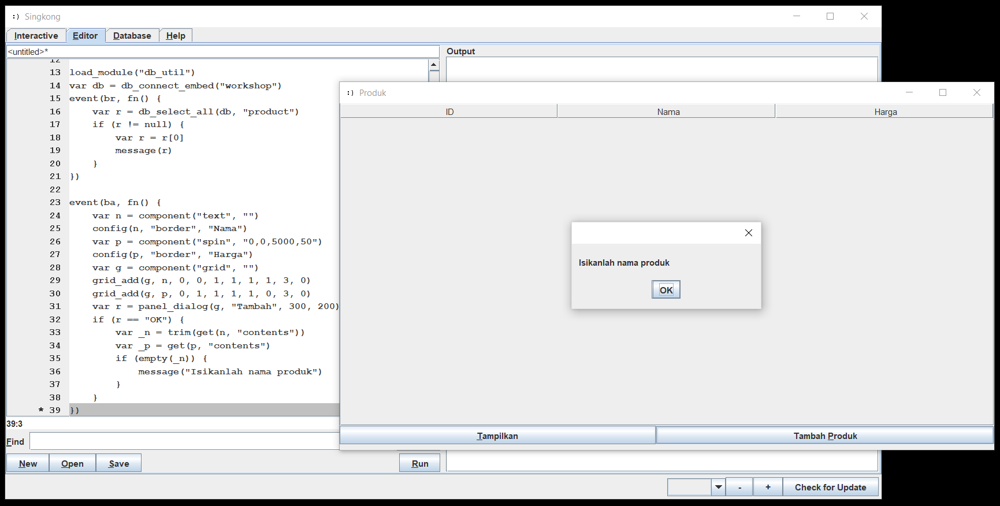 :) Singkong
Interactive Editor Database Help
<untitled>*
Output
12
13 load_module("db_util")
14 var db = db_connect_embed("workshop")
15 event(br, fn() {
16     var r = db_select_all(db, "product")
17     if (r != null) {
18         var r = r[0]
19         message(r)
20     }
21 })
22
23 event(ba, fn() {
24     var n = component("text", "")
25     config(n, "border", "Nama")
26     var p = component("spin", "0,0,5000,50")
27     config(p, "border", "Harga")
28     var g = component("grid", "")
29     grid_add(g, n, 0, 0, 1, 1, 1, 1, 3, 0)
30     grid_add(g, p, 0, 1, 1, 1, 1, 0, 3, 0)
31     var r = panel_dialog(g, "Tambah", 300, 200)
32     if (r == "OK") {
33         var _n = trim(get(n, "contents"))
34         var _p = get(p, "contents")
35         if (empty(_n)) {
36             message("Isikanlah nama produk")
37         }
38     }
* 39 })
39:3
Find
New Open Save Run
- + Check for Update
:) Produk
ID Nama Harga
Isikanlah nama produk
OK
Tampilkan Tambah Produk